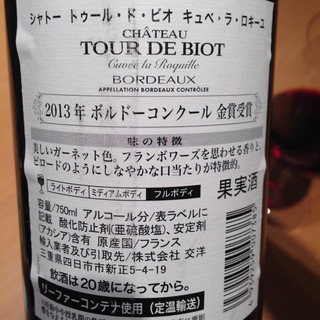 シャトー トゥール・ド・ビオ キュベ・ラ・ロキーユ
CHÂTEAU
TOUR DE BIOT
Cuvée la Roquille
BORDEAUX
APPELLATION BORDEAUX CONTRÔLÉE
2013年 ボルドーコンクール 金賞受賞
味の特徴
美しいガーネット色。フランボワーズを思わせる香りと、
ビロードのようにしなやかな口当たりが特徴的。
ライトボディ ミディアムボディ フルボディ
果実酒
容量/750ml アルコール分/表ラベルに
記載 酸化防止剤(亜硫酸塩)、安定剤
(アカシア)含有 原産国/フランス
輸入業者及び引取先/株式会社 交洋
三重県四日市市新正5-4-19
飲酒は20歳になってから。
リーファーコンテナ使用(定温輸送)